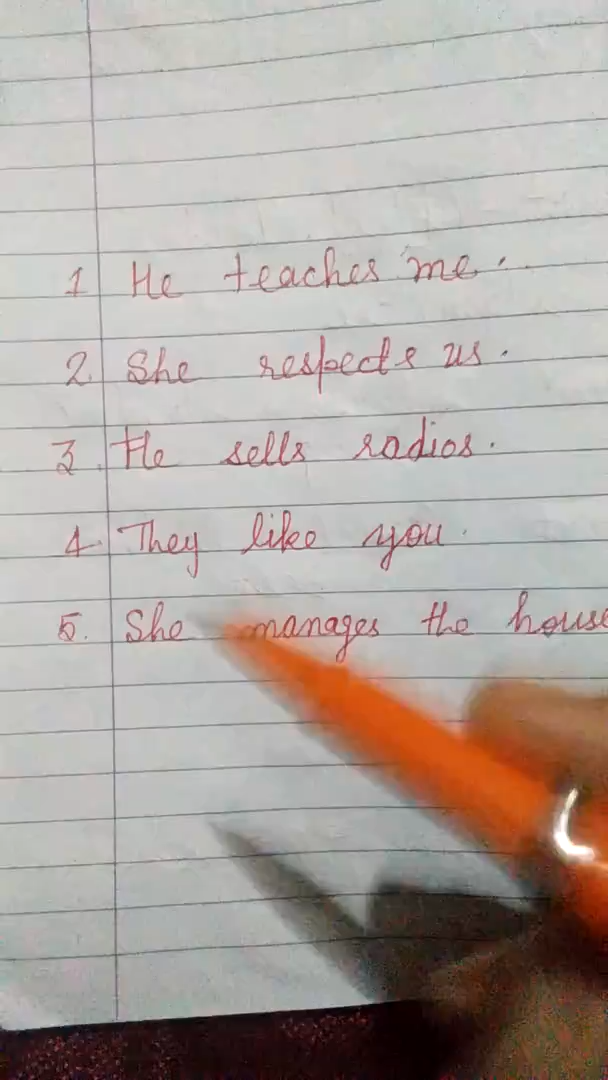 1 He teaches me.
2. She respects us.
3. He sells radios.
4. They like you.
5. She manages the house